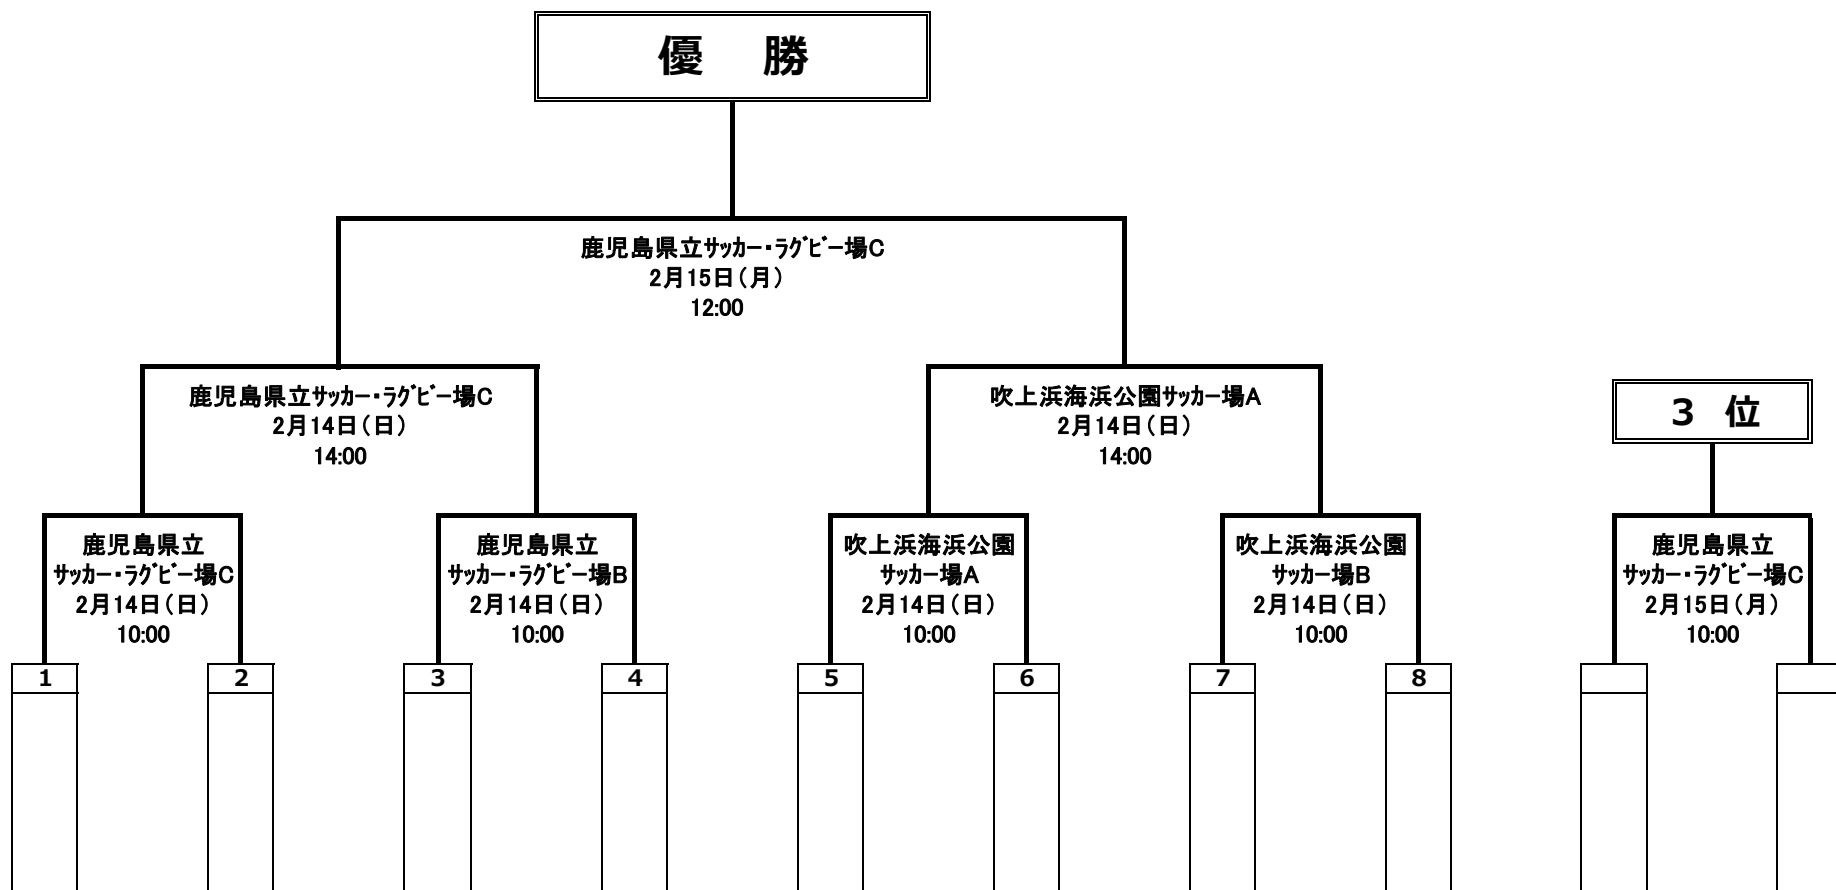 優　勝
鹿児島県立ｻｯｶｰ・ﾗｸﾞﾋﾞｰ場C
2月15日（月）
12:00
鹿児島県立ｻｯｶｰ・ﾗｸﾞﾋﾞｰ場C
2月14日（日）
14:00
吹上浜海浜公園ｻｯｶｰ場A
2月14日（日）
14:00
3 位
鹿児島県立
ｻｯｶｰ・ﾗｸﾞﾋﾞｰ場C
2月14日（日）
10:00
鹿児島県立
ｻｯｶｰ・ﾗｸﾞﾋﾞｰ場B
2月14日（日）
10:00
吹上浜海浜公園
ｻｯｶｰ場A
2月14日（日）
10:00
吹上浜海浜公園
ｻｯｶｰ場B
2月14日（日）
10:00
鹿児島県立
ｻｯｶｰ・ﾗｸﾞﾋﾞｰ場C
2月15日（月）
10:00
1
2
3
4
5
6
7
8